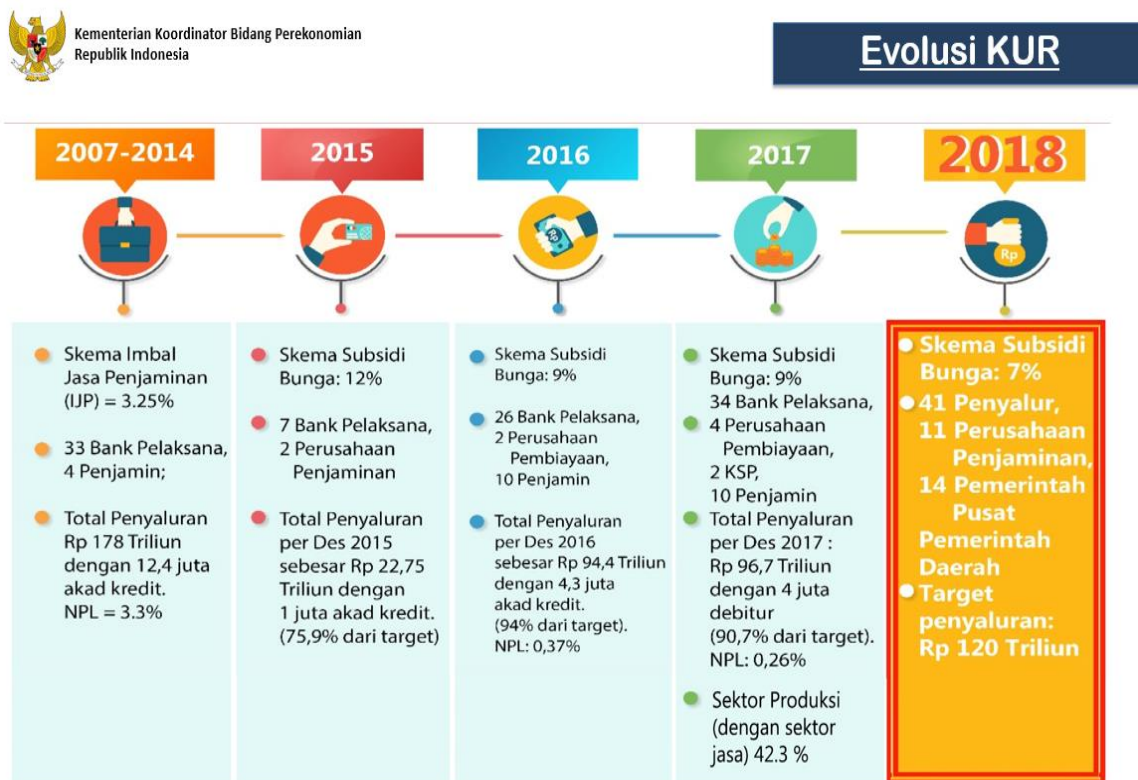 Kementerian Koordinator Bidang Perekonomian
Republik Indonesia
Evolusi KUR
2007-2014
2015
2016
2017
2018
Rp
Rp
Skema Imbal
Jasa Penjaminan
(IJP) = 3.25%
33 Bank Pelaksana,
4 Penjamin;
Total Penyaluran
Rp 178 Triliun
dengan 12,4 juta
akad kredit.
NPL = 3.3%
Skema Subsidi
Bunga: 12%
7 Bank Pelaksana,
2 Perusahaan
Penjaminan
Total Penyaluran
per Des 2015
sebesar Rp 22,75
Triliun dengan
1 juta akad kredit.
(75,9% dari target)
Skema Subsidi
Bunga: 9%
26 Bank Pelaksana,
2 Perusahaan
Pembiayaan,
10 Penjamin
Total Penyaluran
per Des 2016
sebesar Rp 94,4 Triliun
dengan 4,3 juta
akad kredit.
(94% dari target).
NPL: 0,37%
Skema Subsidi
Bunga: 9%
34 Bank Pelaksana,
4 Perusahaan
Pembiayaan,
2 KSP,
10 Penjamin
Total Penyaluran
per Des 2017 :
Rp 96,7 Triliun
dengan 4 juta
debitur
(90,7% dari target).
NPL: 0,26%
Sektor Produksi
(dengan sektor
jasa) 42.3 %
Skema Subsidi
Bunga: 7%
41 Penyalur,
11 Perusahaan
Penjaminan,
14 Pemerintah
Pusat
Pemerintah
Daerah
Target
penyaluran:
Rp 120 Triliun